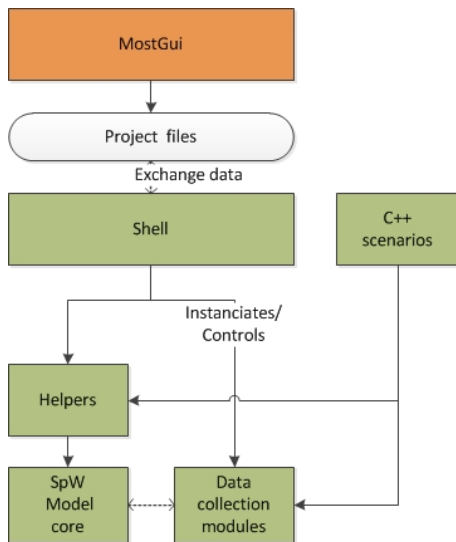 MostGui
Project files
Exchange data
Shell
C++
scenarios
Instanciates/
Controls
Helpers
SpW
Model
core
Data
collection
modules